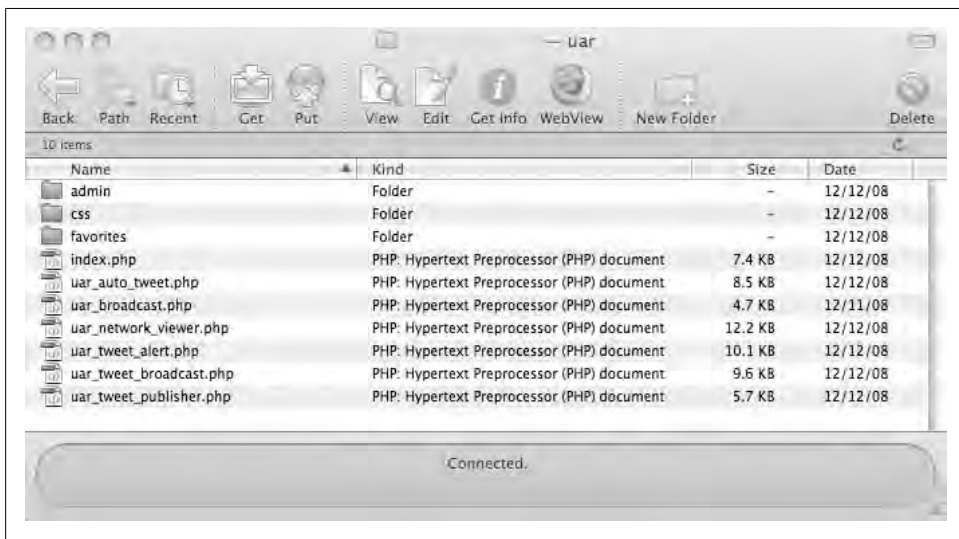 — uar
Back Path Recent Get Put View Edit Get Info WebView New Folder Delete
10 items
Name Kind Size Date
admin Folder - 12/12/08
css Folder - 12/12/08
favorites Folder - 12/12/08
index.php PHP: Hypertext Preprocessor (PHP) document 7.4 KB 12/12/08
uar_auto_tweet.php PHP: Hypertext Preprocessor (PHP) document 8.5 KB 12/12/08
uar_broadcast.php PHP: Hypertext Preprocessor (PHP) document 4.7 KB 12/11/08
uar_network_viewer.php PHP: Hypertext Preprocessor (PHP) document 12.2 KB 12/12/08
uar_tweet_alert.php PHP: Hypertext Preprocessor (PHP) document 10.1 KB 12/12/08
uar_tweet_broadcast.php PHP: Hypertext Preprocessor (PHP) document 9.6 KB 12/12/08
uar_tweet_publisher.php PHP: Hypertext Preprocessor (PHP) document 5.7 KB 12/12/08
Connected.